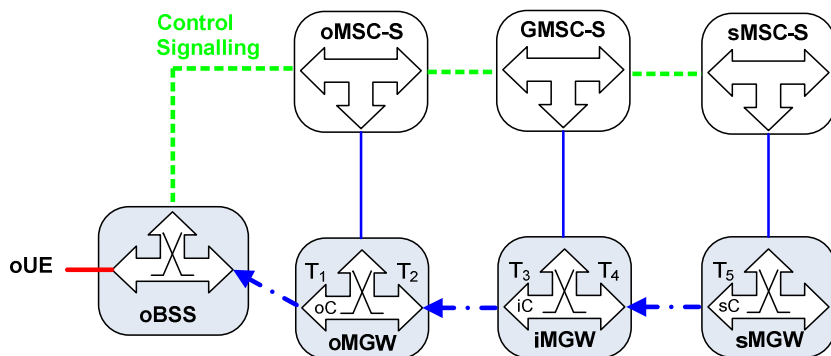 Control
Signalling
oMSC-S
GMSC-S
sMSC-S
oUE
oBSS
T1
T2
oC
oMGW
T3
T4
iC
iMGW
T5
sC
sMGW